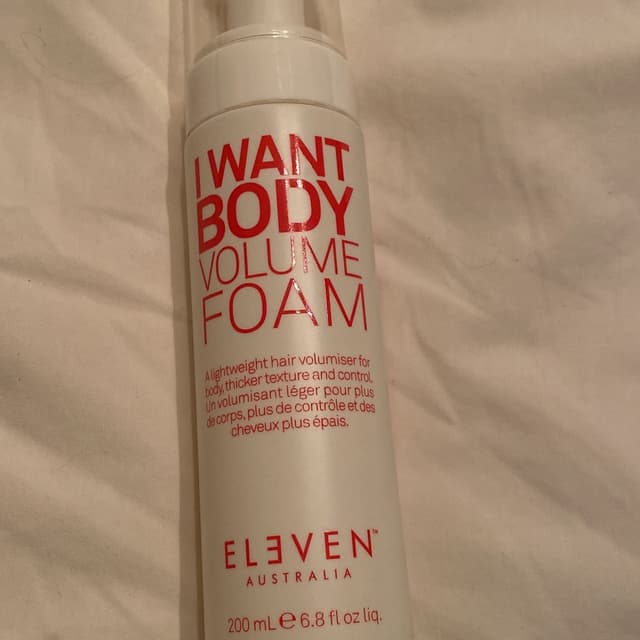 I WANT
BODY
VOLUME
FOAM
A lightweight hair volumiser for
body, thicker texture and control.
Un volumisant léger pour plus
de corps, plus de contrôle et des
cheveux plus épais.
ELEVEN™
AUSTRALIA
200 mL ℮ 6.8 fl oz liq.